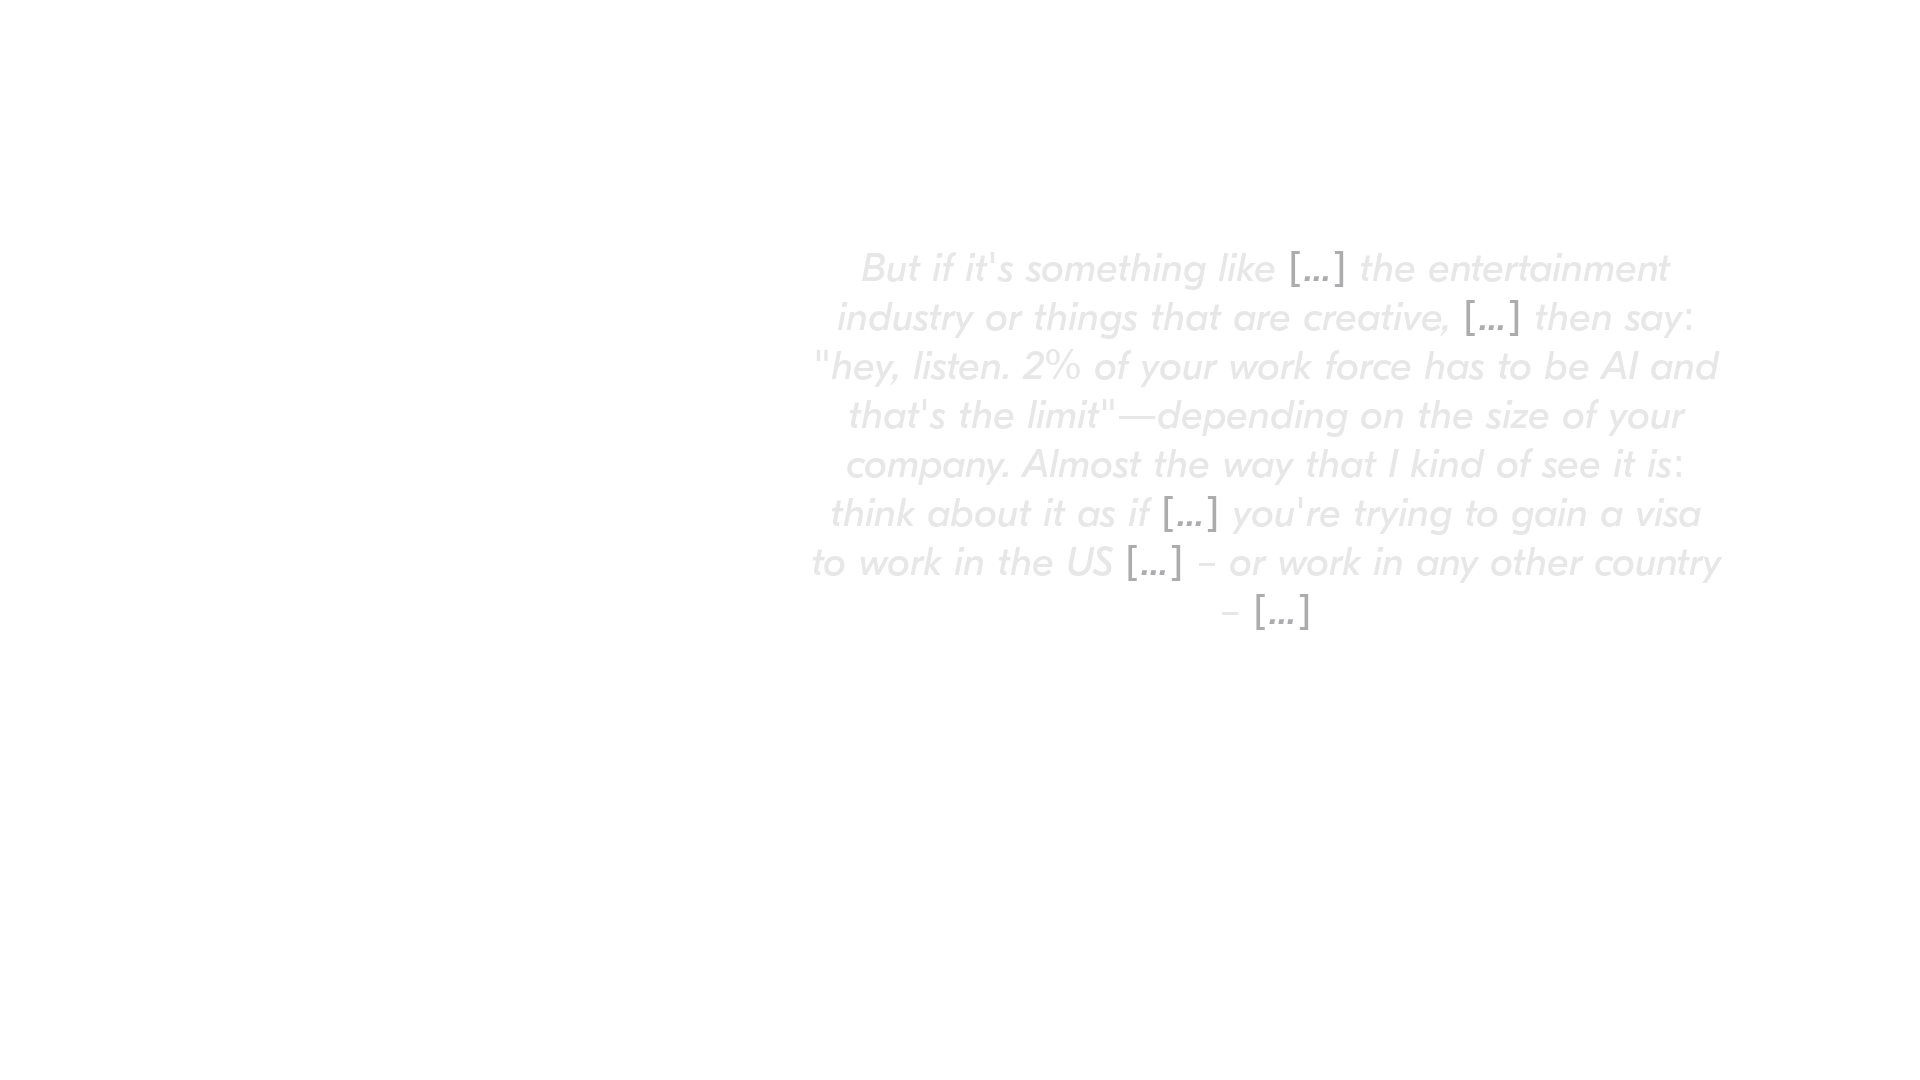 But if it's something like [...] the entertainment
industry or things that are creative, [...] then say:
"hey, listen. 2% of your work force has to be AI and
that's the limit"—depending on the size of your
company. Almost the way that I kind of see it is:
think about it as if [...] you're trying to gain a visa
to work in the US [...] – or work in any other country
– [...]